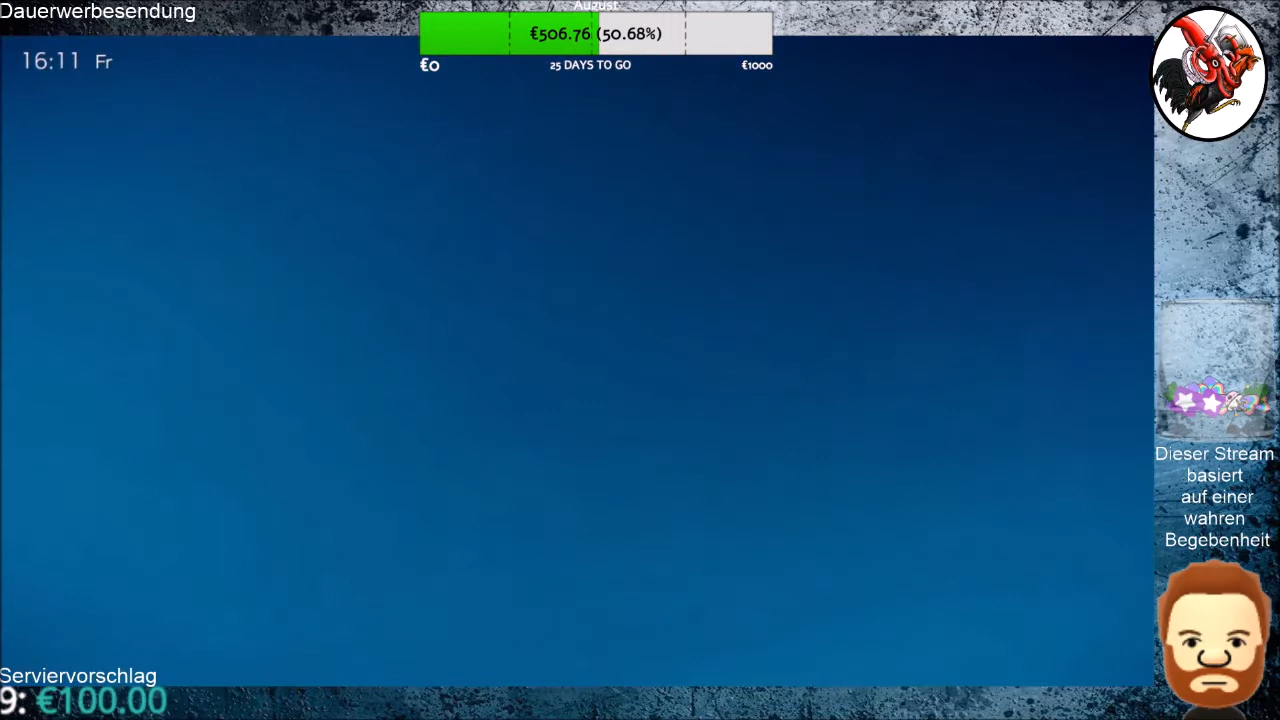 Dauerwerbesendung
August
€506.76 (50.68%)
€0
25 DAYS TO GO
€1000
16:11 Fr
Dieser Stream
basiert
auf einer
wahren
Begebenheit
Serviervorschlag
9: €100.00